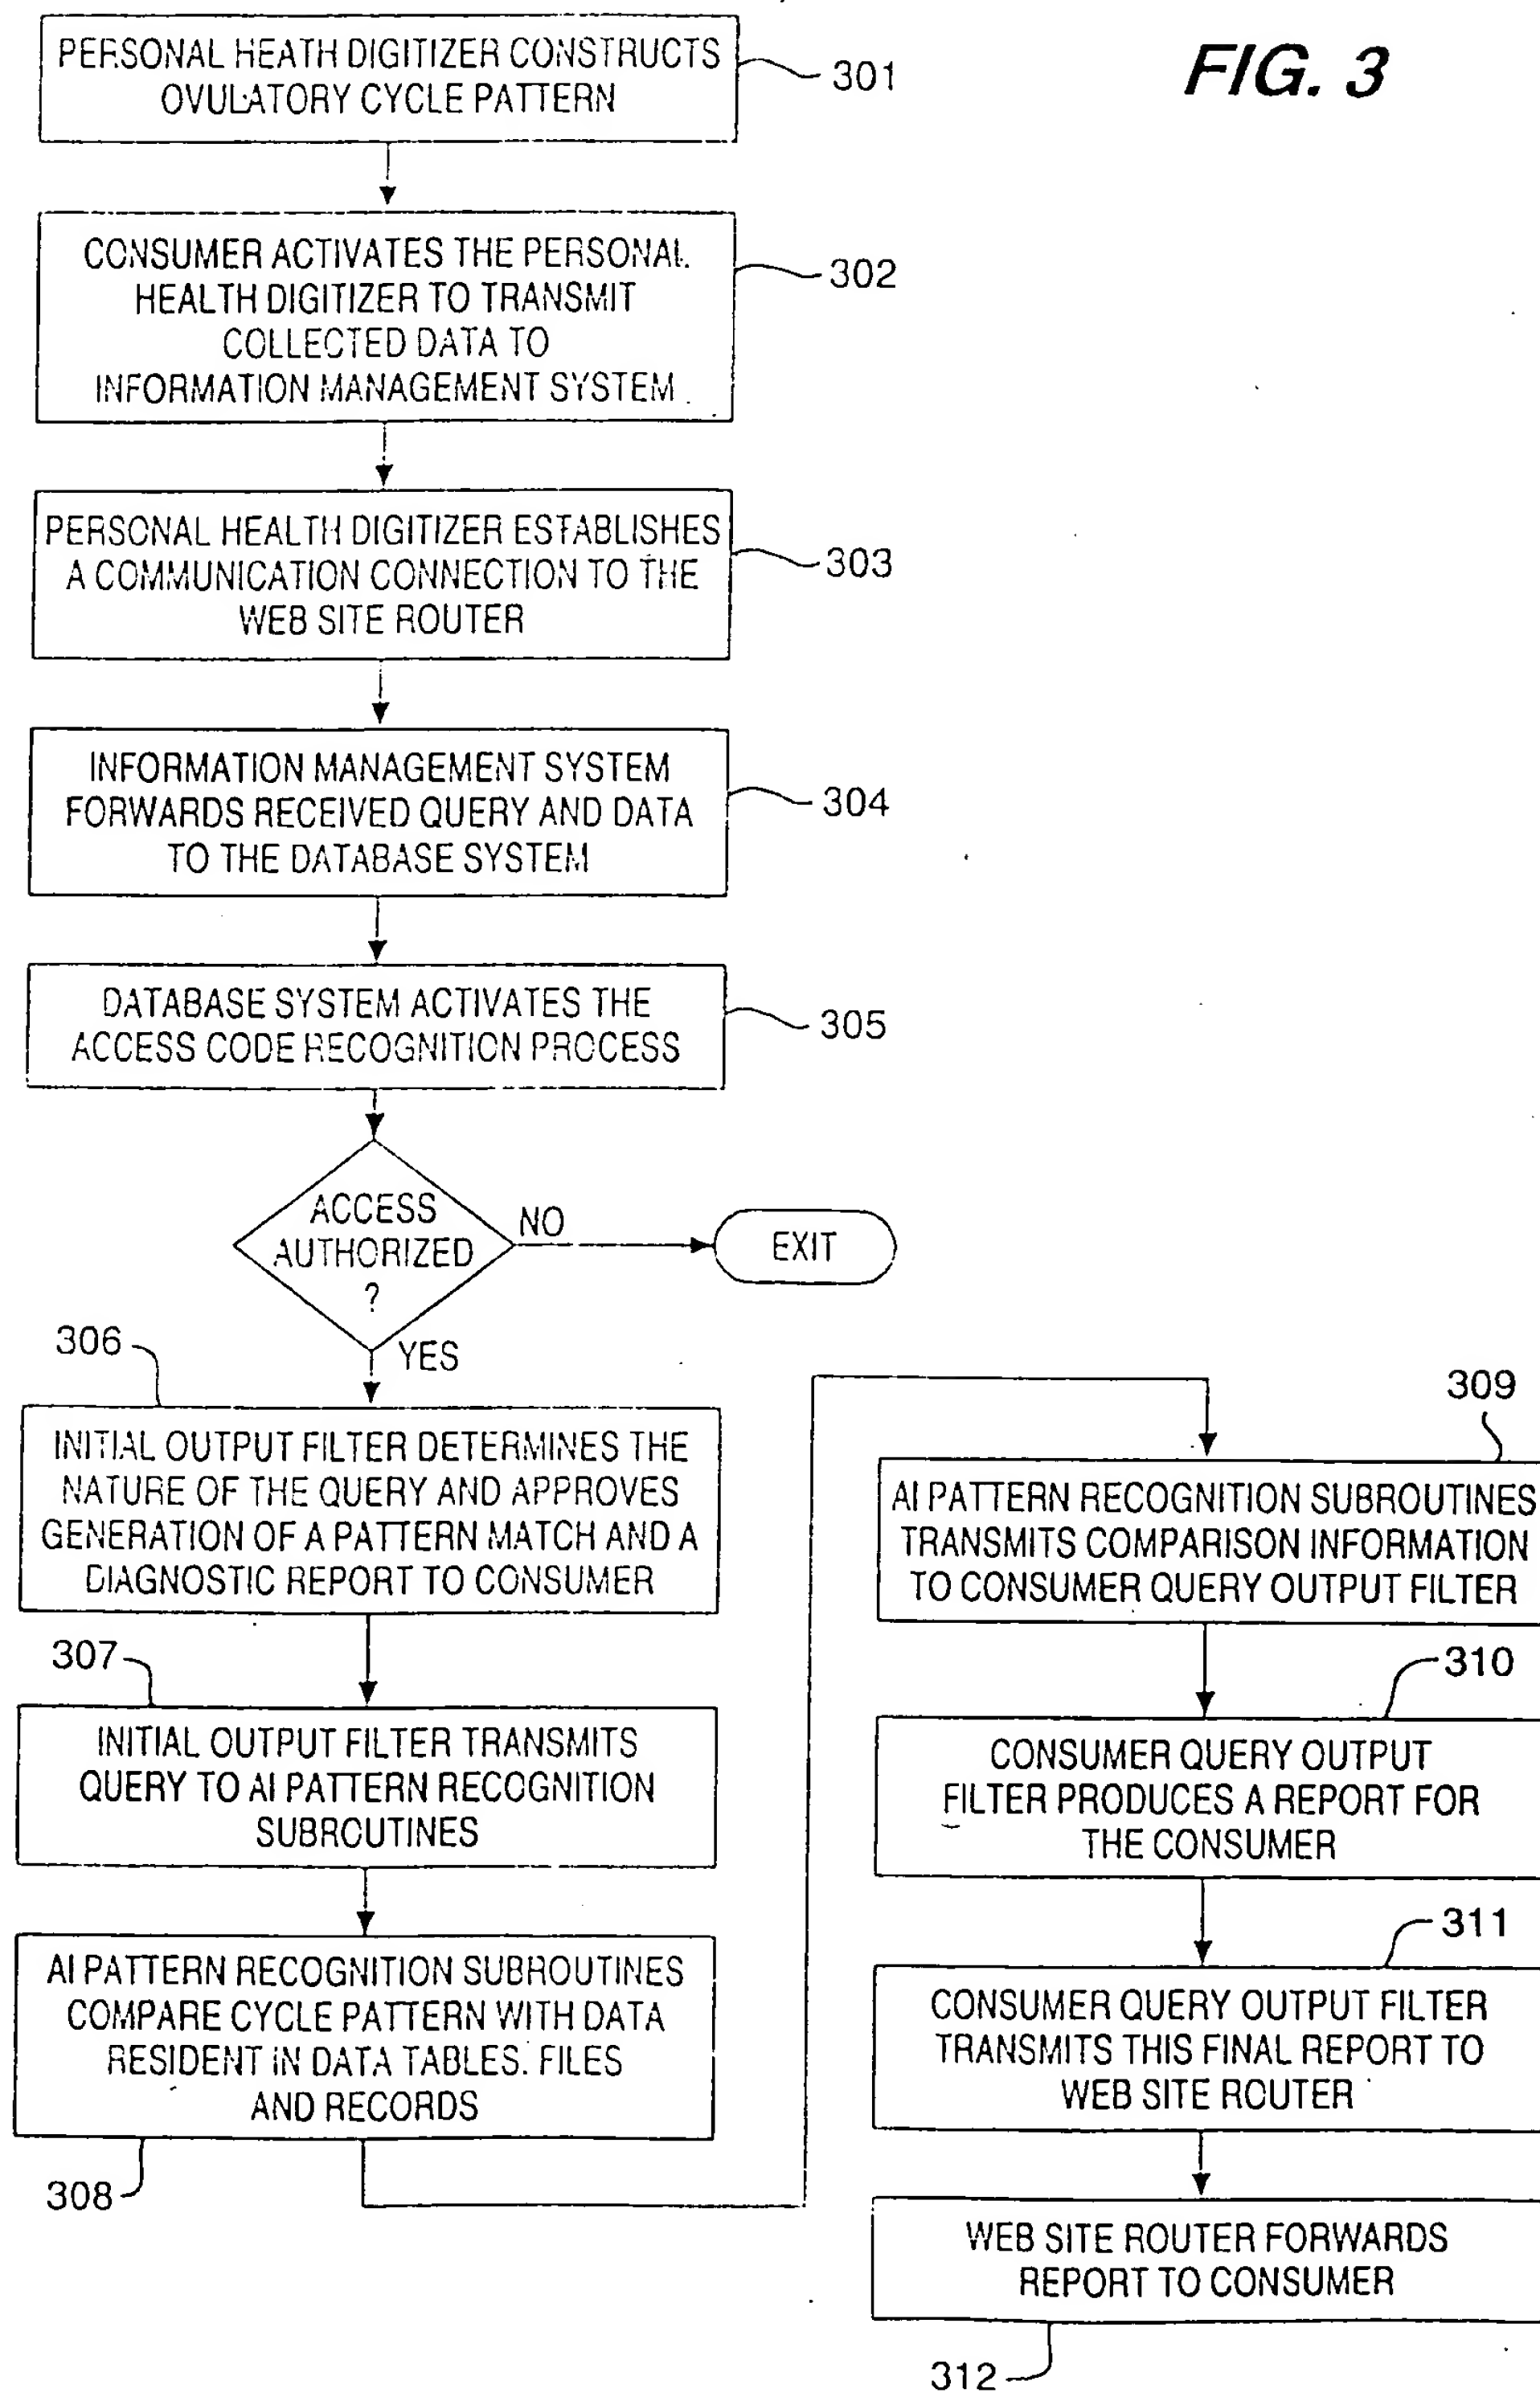 FIG. 3
PERSONAL HEATH DIGITIZER CONSTRUCTS
OVULATORY CYCLE PATTERN
301
CONSUMER ACTIVATES THE PERSONAL
HEALTH DIGITIZER TO TRANSMIT
COLLECTED DATA TO
INFORMATION MANAGEMENT SYSTEM
302
PERSONAL HEALTH DIGITIZER ESTABLISHES
A COMMUNICATION CONNECTION TO THE
WEB SITE ROUTER
303
INFORMATION MANAGEMENT SYSTEM
FORWARDS RECEIVED QUERY AND DATA
TO THE DATABASE SYSTEM
304
DATABASE SYSTEM ACTIVATES THE
ACCESS CODE RECOGNITION PROCESS
305
ACCESS
AUTHORIZED
?
NO
EXIT
YES
306
INITIAL OUTPUT FILTER DETERMINES THE
NATURE OF THE QUERY AND APPROVES
GENERATION OF A PATTERN MATCH AND A
DIAGNOSTIC REPORT TO CONSUMER
307
INITIAL OUTPUT FILTER TRANSMITS
QUERY TO AI PATTERN RECOGNITION
SUBROUTINES
AI PATTERN RECOGNITION SUBROUTINES
COMPARE CYCLE PATTERN WITH DATA
RESIDENT IN DATA TABLES. FILES
AND RECORDS
308
309
AI PATTERN RECOGNITION SUBROUTINES
TRANSMITS COMPARISON INFORMATION
TO CONSUMER QUERY OUTPUT FILTER
310
CONSUMER QUERY OUTPUT
FILTER PRODUCES A REPORT FOR
THE CONSUMER
311
CONSUMER QUERY OUTPUT FILTER
TRANSMITS THIS FINAL REPORT TO
WEB SITE ROUTER
WEB SITE ROUTER FORWARDS
REPORT TO CONSUMER
312